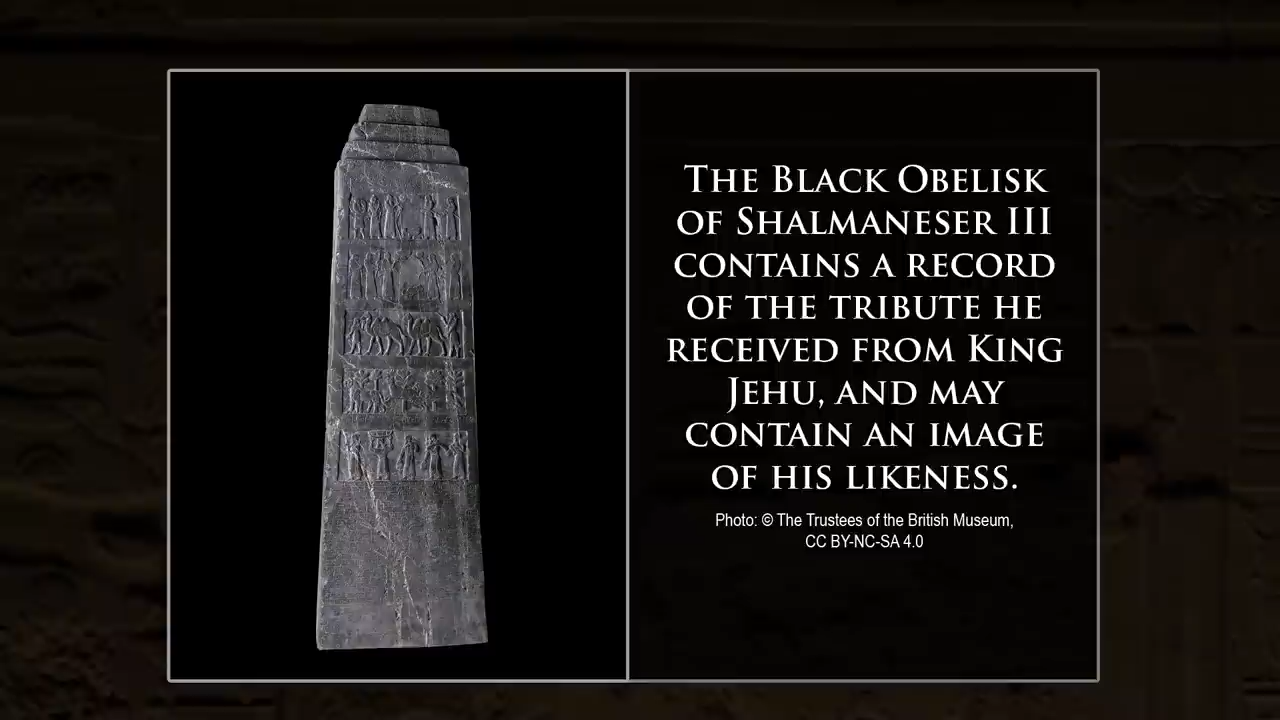 The Black Obelisk
of Shalmaneser III
contains a record
of the tribute he
received from King
Jehu, and may
contain an image
of his likeness.
Photo: © The Trustees of the British Museum,
CC BY-NC-SA 4.0